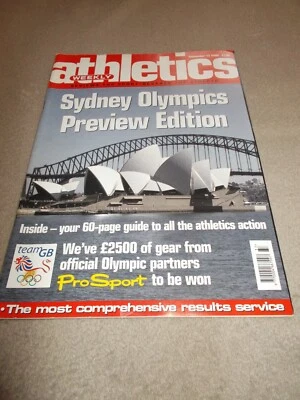 athletics
WEEKLY
Sydney Olympics
Preview Edition
Inside – your 60-page guide to all the athletics action
team GB
We've £2500 of gear from
official Olympic partners
ProSport to be won
• The most comprehensive results service